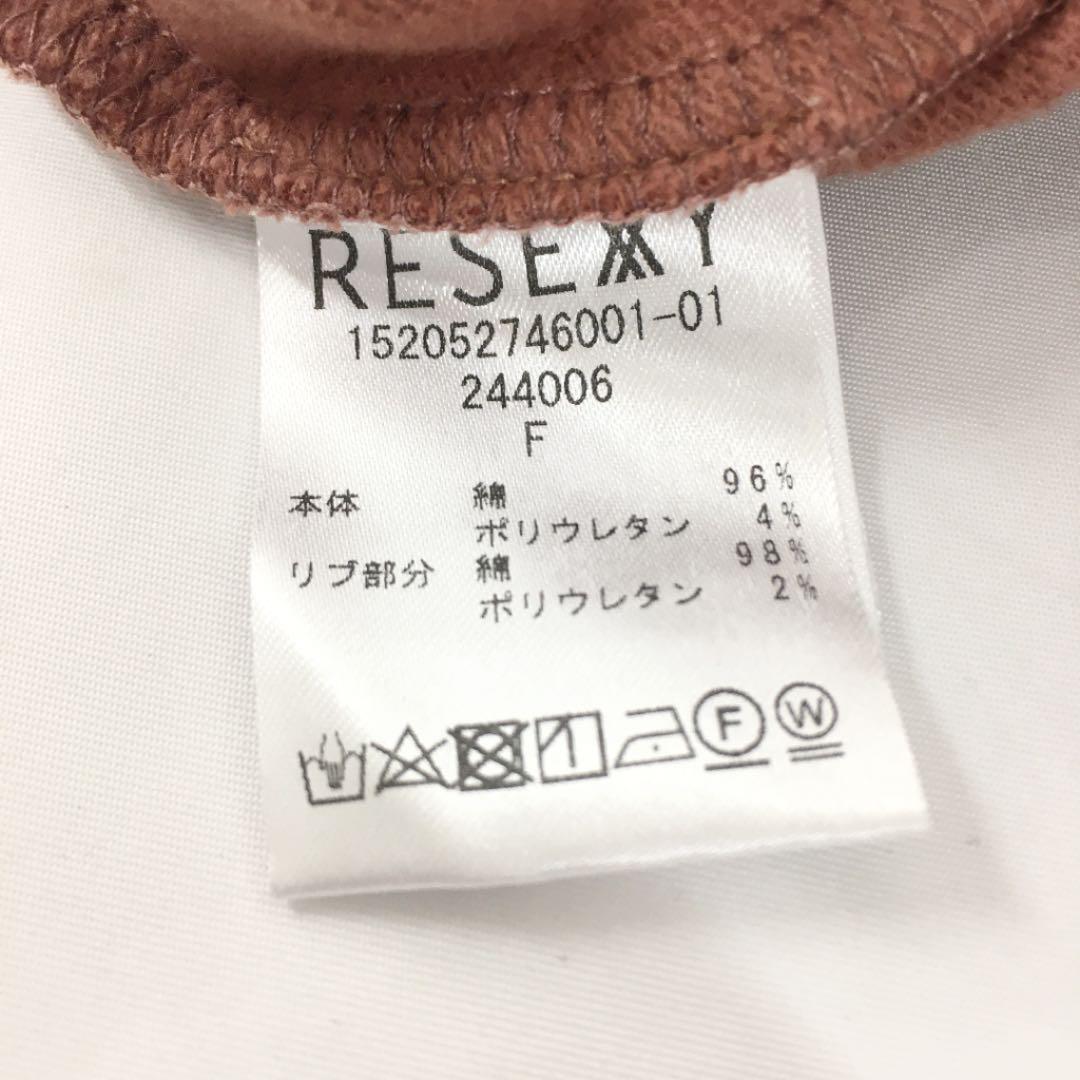 RESEXXY
152052746001-01
244006
F
本体 綿 96%
ポリウレタン 4%
リブ部分 綿 98%
ポリウレタン 2%
F W